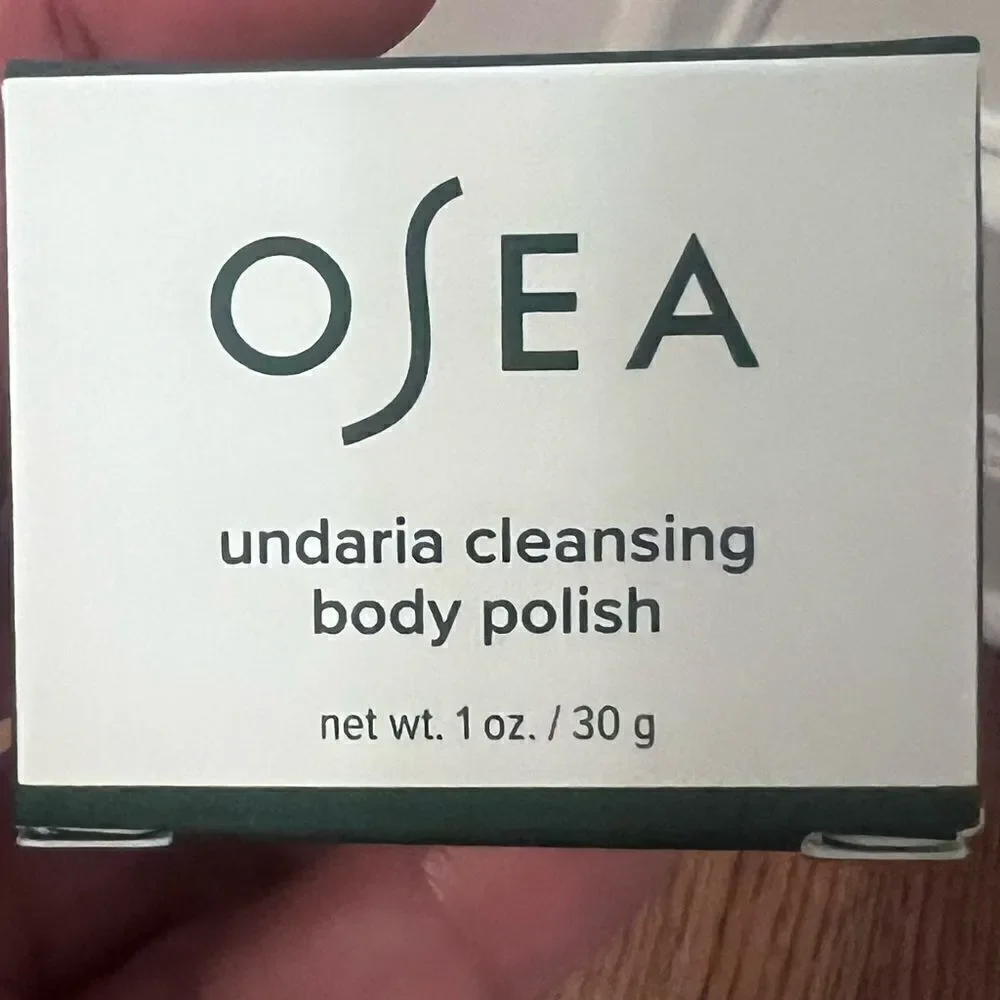 OSEA
undaria cleansing
body polish
net wt. 1 oz. / 30 g